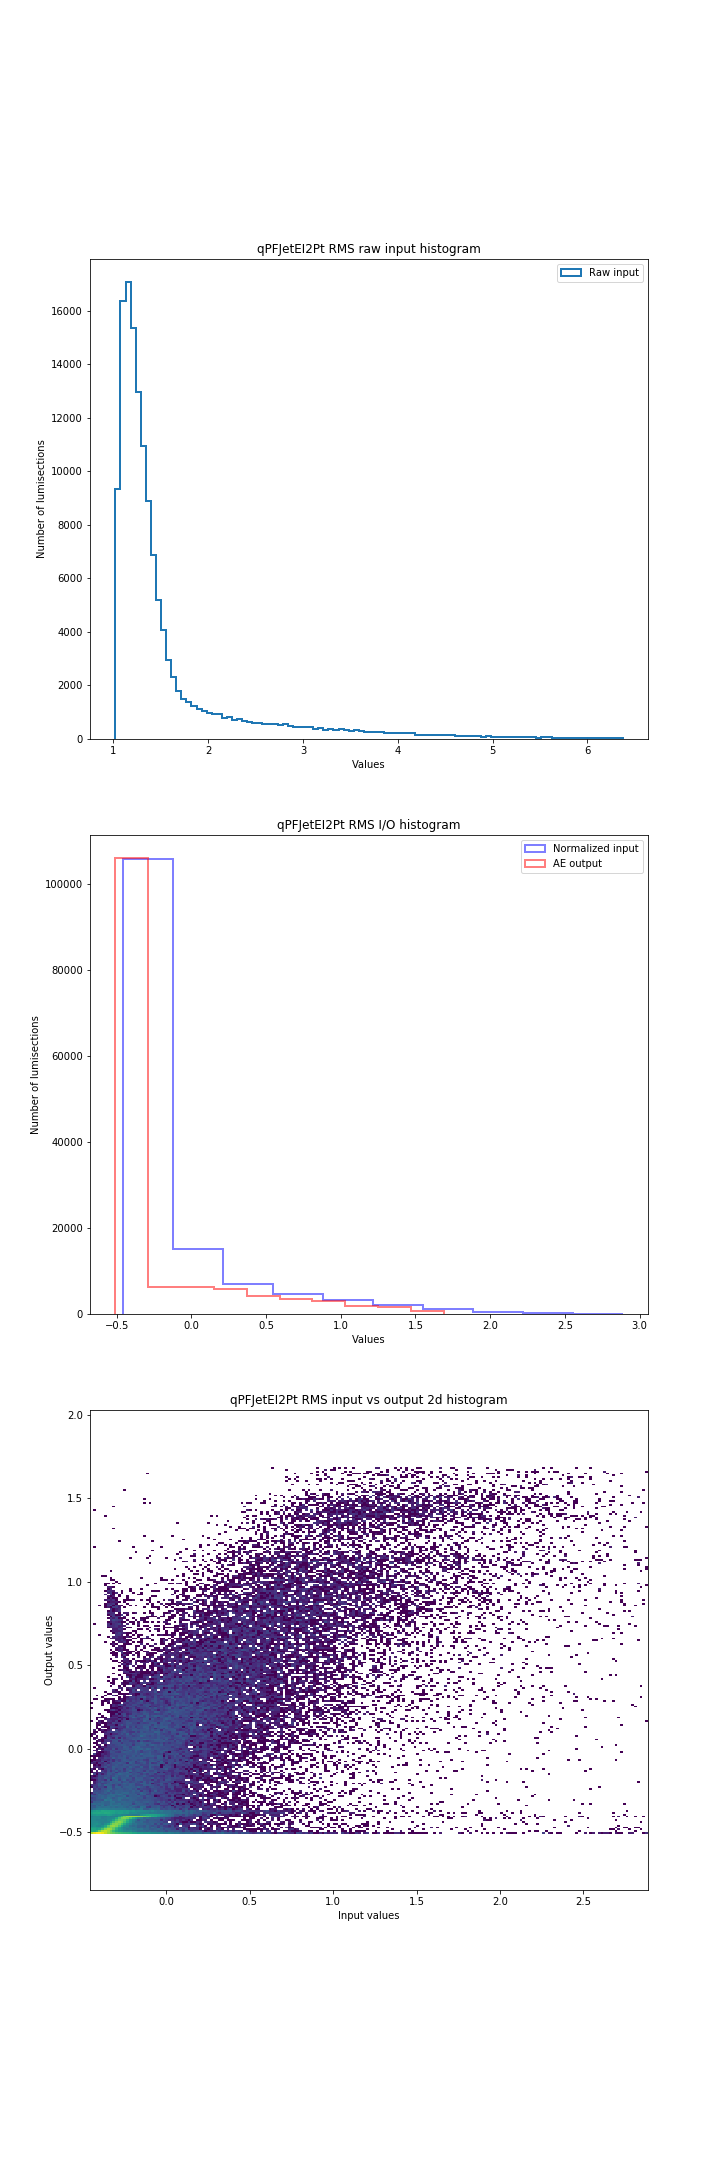 qPFJetEI2Pt RMS raw input histogram
Raw input
16000
14000
12000
10000
8000
6000
4000
2000
0
Number of lumisections
1 2 3 4 5 6
Values
qPFJetEI2Pt RMS I/O histogram
Normalized input
AE output
100000
80000
60000
40000
20000
0
Number of lumisections
−0.5 0.0 0.5 1.0 1.5 2.0 2.5 3.0
Values
qPFJetEI2Pt RMS input vs output 2d histogram
2.0
1.5
1.0
0.5
0.0
−0.5
Output values
0.0 0.5 1.0 1.5 2.0 2.5
Input values